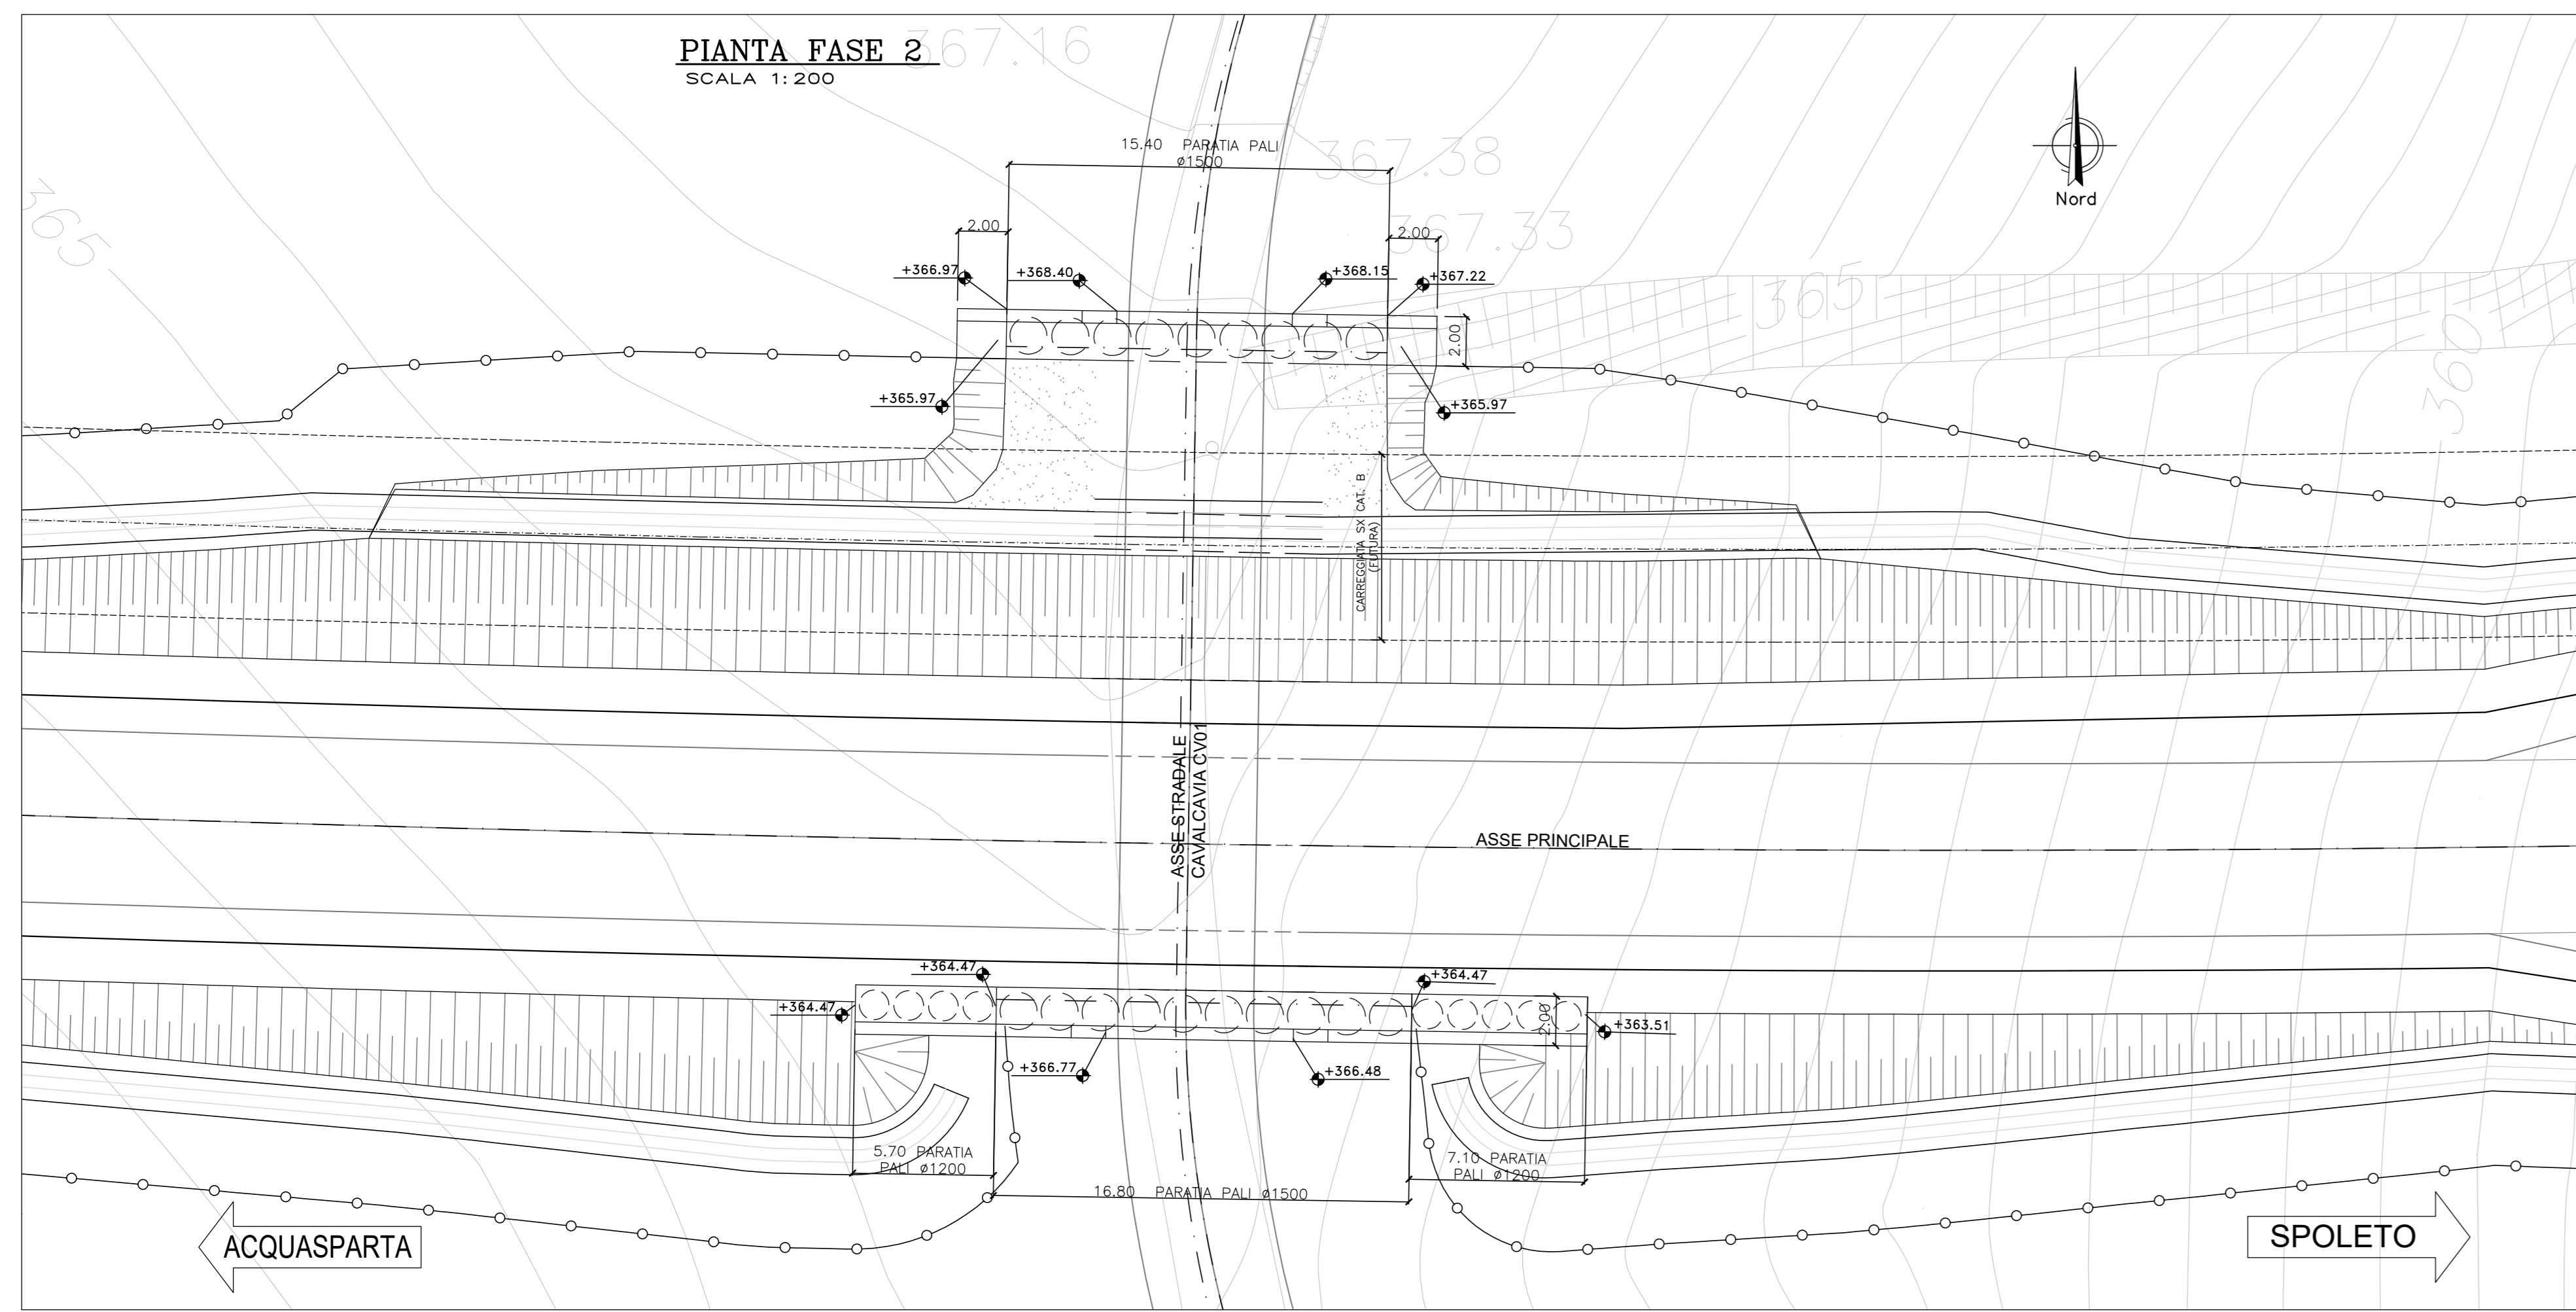 PIANTA FASE 2
SCALA 1:200
367.16
15.40 PARATIA PALI
ø1500
367.38
Nord
365
2.00
2.00
367.33
+366.97
+368.40
+368.15
+367.22
2.00
365
360
+365.97
+365.97
CARREGGIATA SX CAT. B
(FUTURA)
ASSE STRADALE
CAVALCAVIA CV01
ASSE PRINCIPALE
+364.47
+364.47
+364.47
2.00
+363.51
+366.77
+366.48
5.70 PARATIA
PALI ø1200
7.10 PARATIA
PALI ø1200
16.80 PARATIA PALI ø1500
ACQUASPARTA
SPOLETO